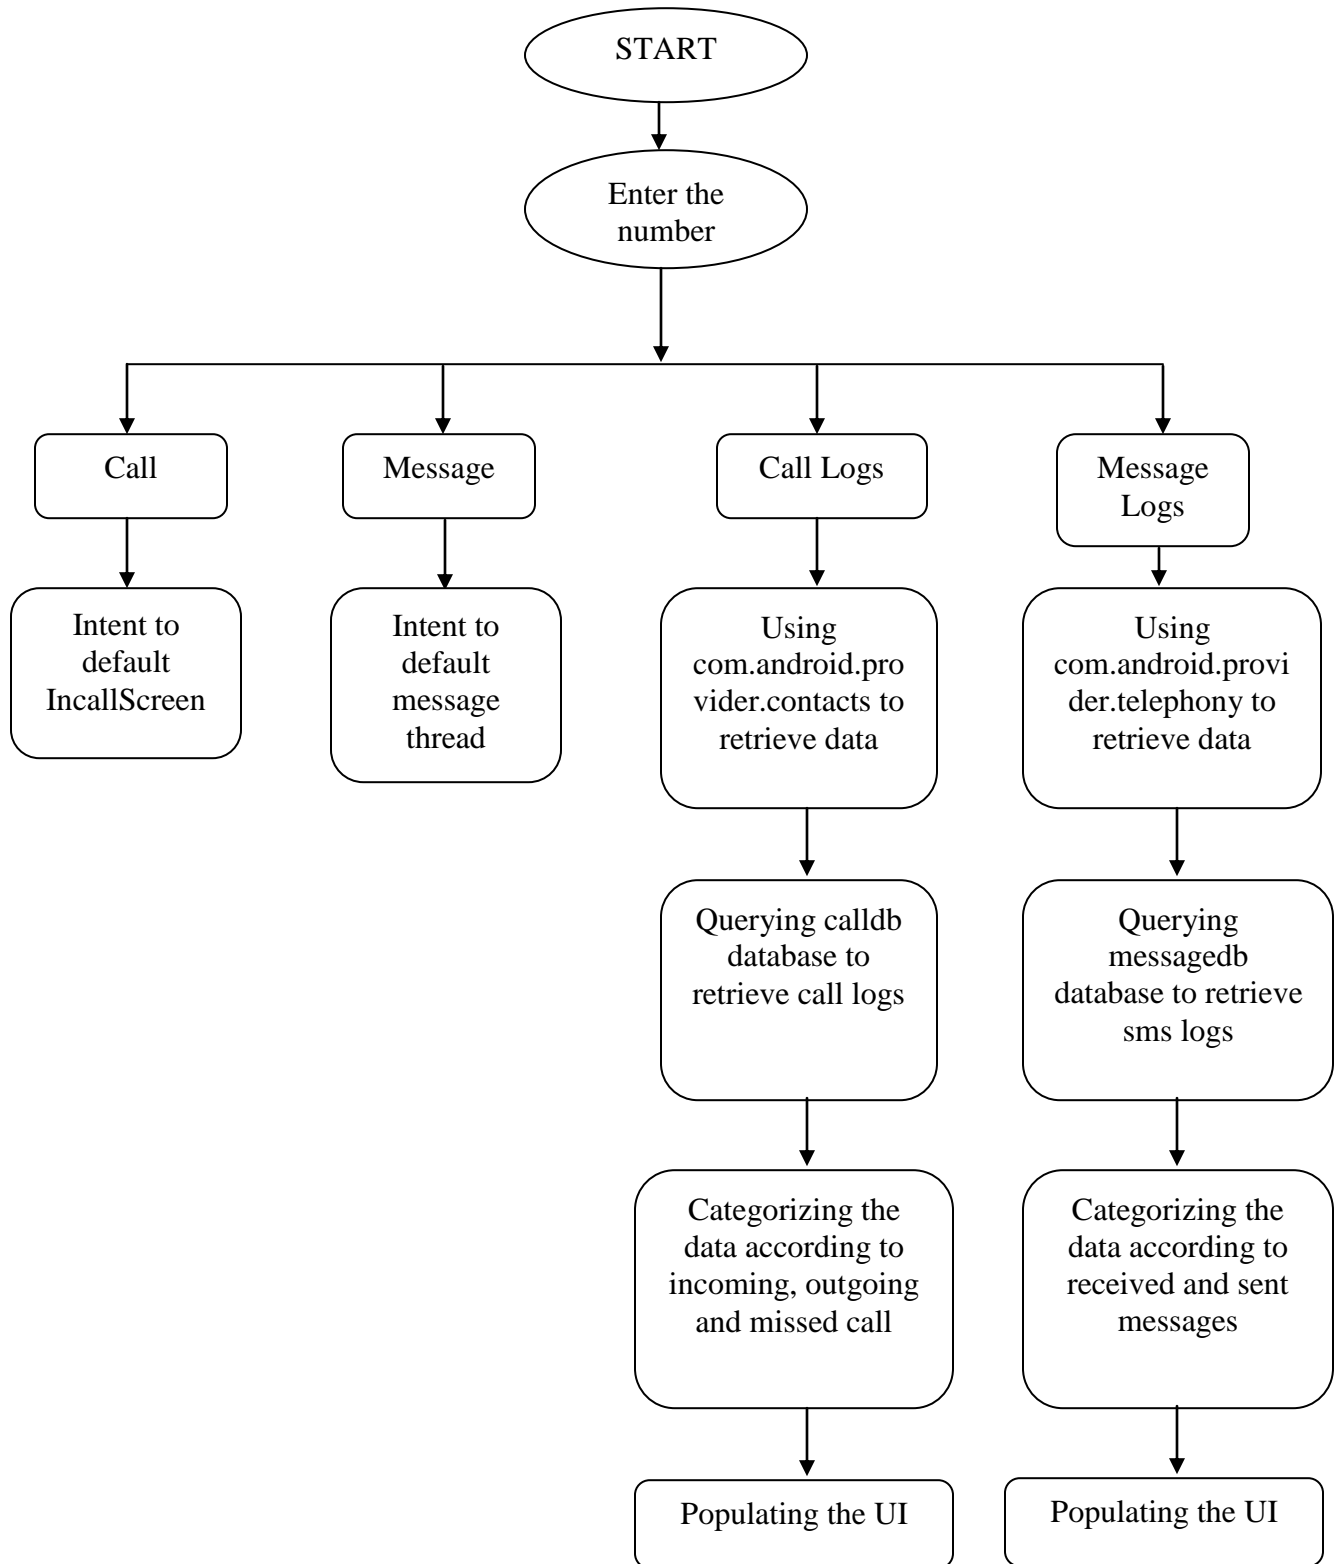 START
Enter the
number
Call
Message
Call Logs
Message
Logs
Intent to
default
IncallScreen
Intent to
default
message
thread
Using
com.android.pro
vider.contacts to
retrieve data
Using
com.android.provi
der.telephony to
retrieve data
Querying calldb
database to
retrieve call logs
Querying
messagedb
database to retrieve
sms logs
Categorizing the
data according to
incoming, outgoing
and missed call
Categorizing the
data according to
received and sent
messages
Populating the UI
Populating the UI